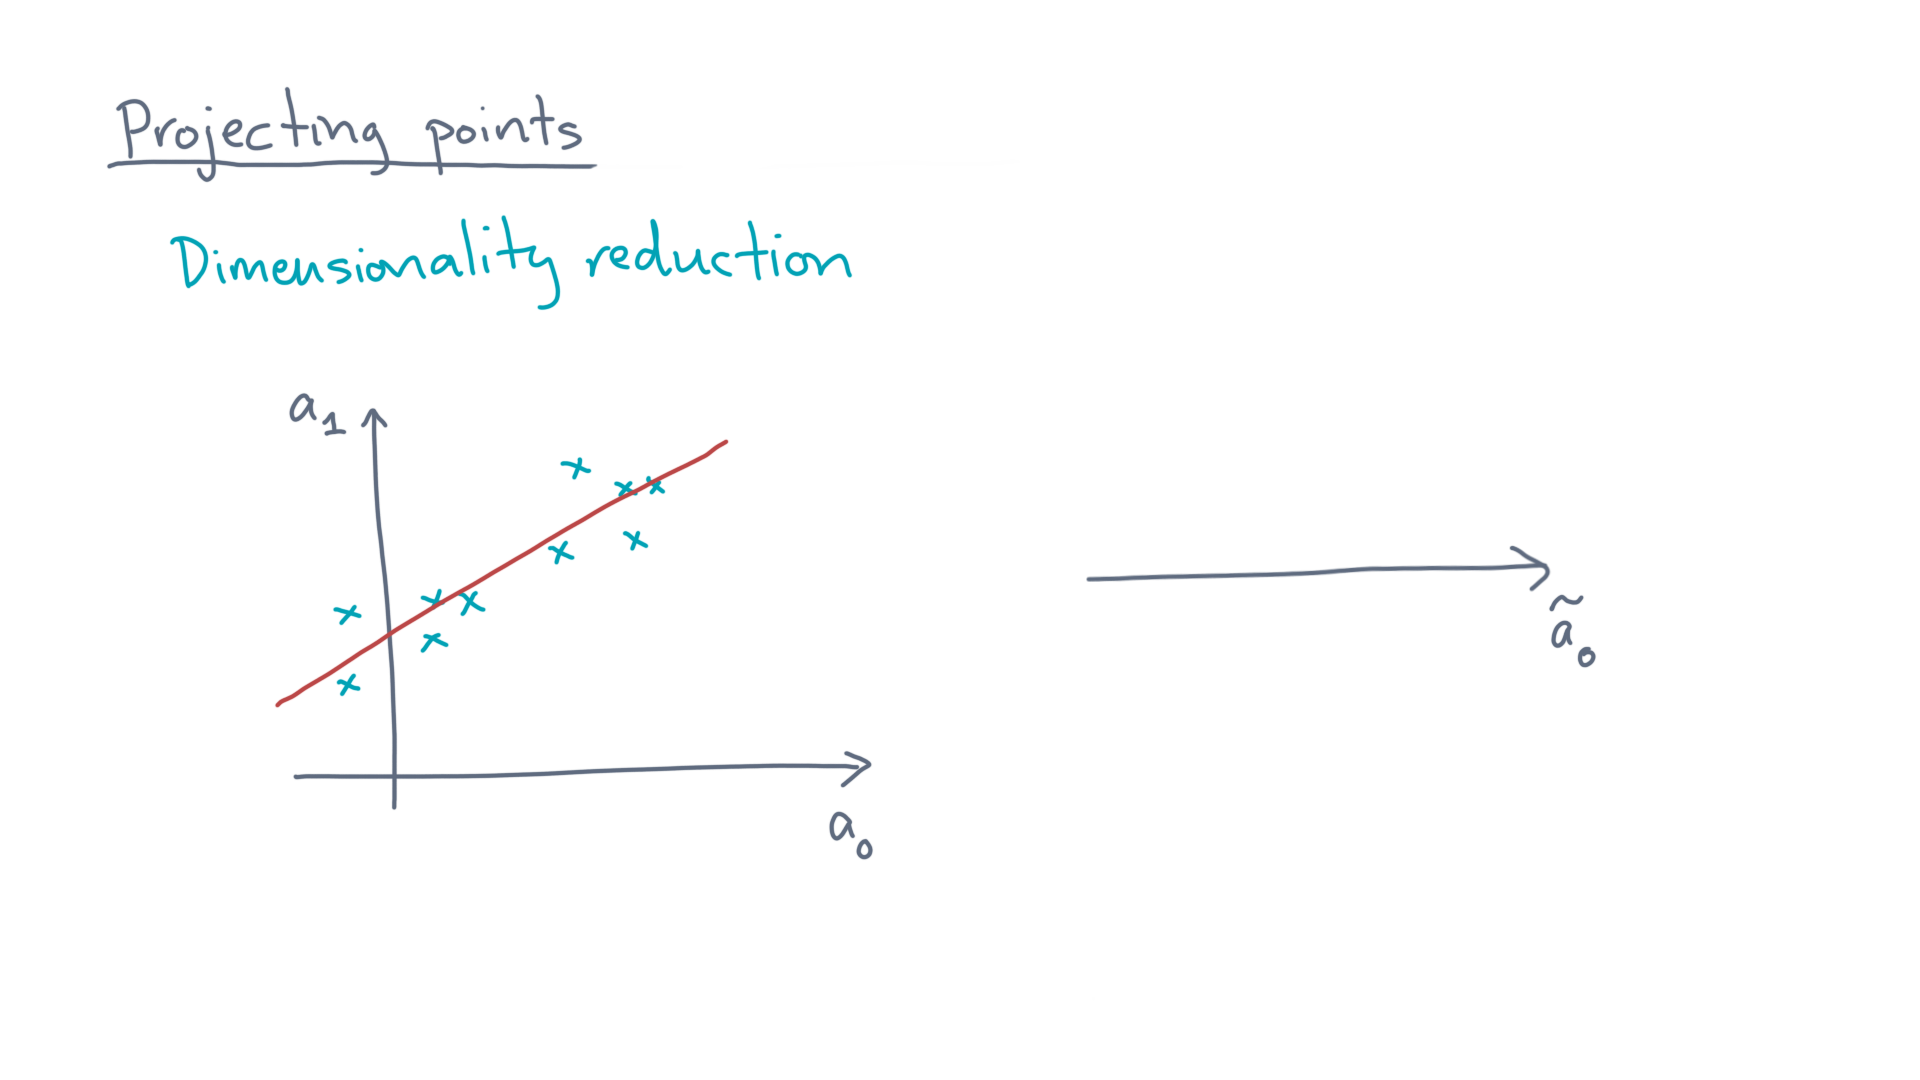 Projecting points
Dimensionality reduction
a₁
a₀
ã₀